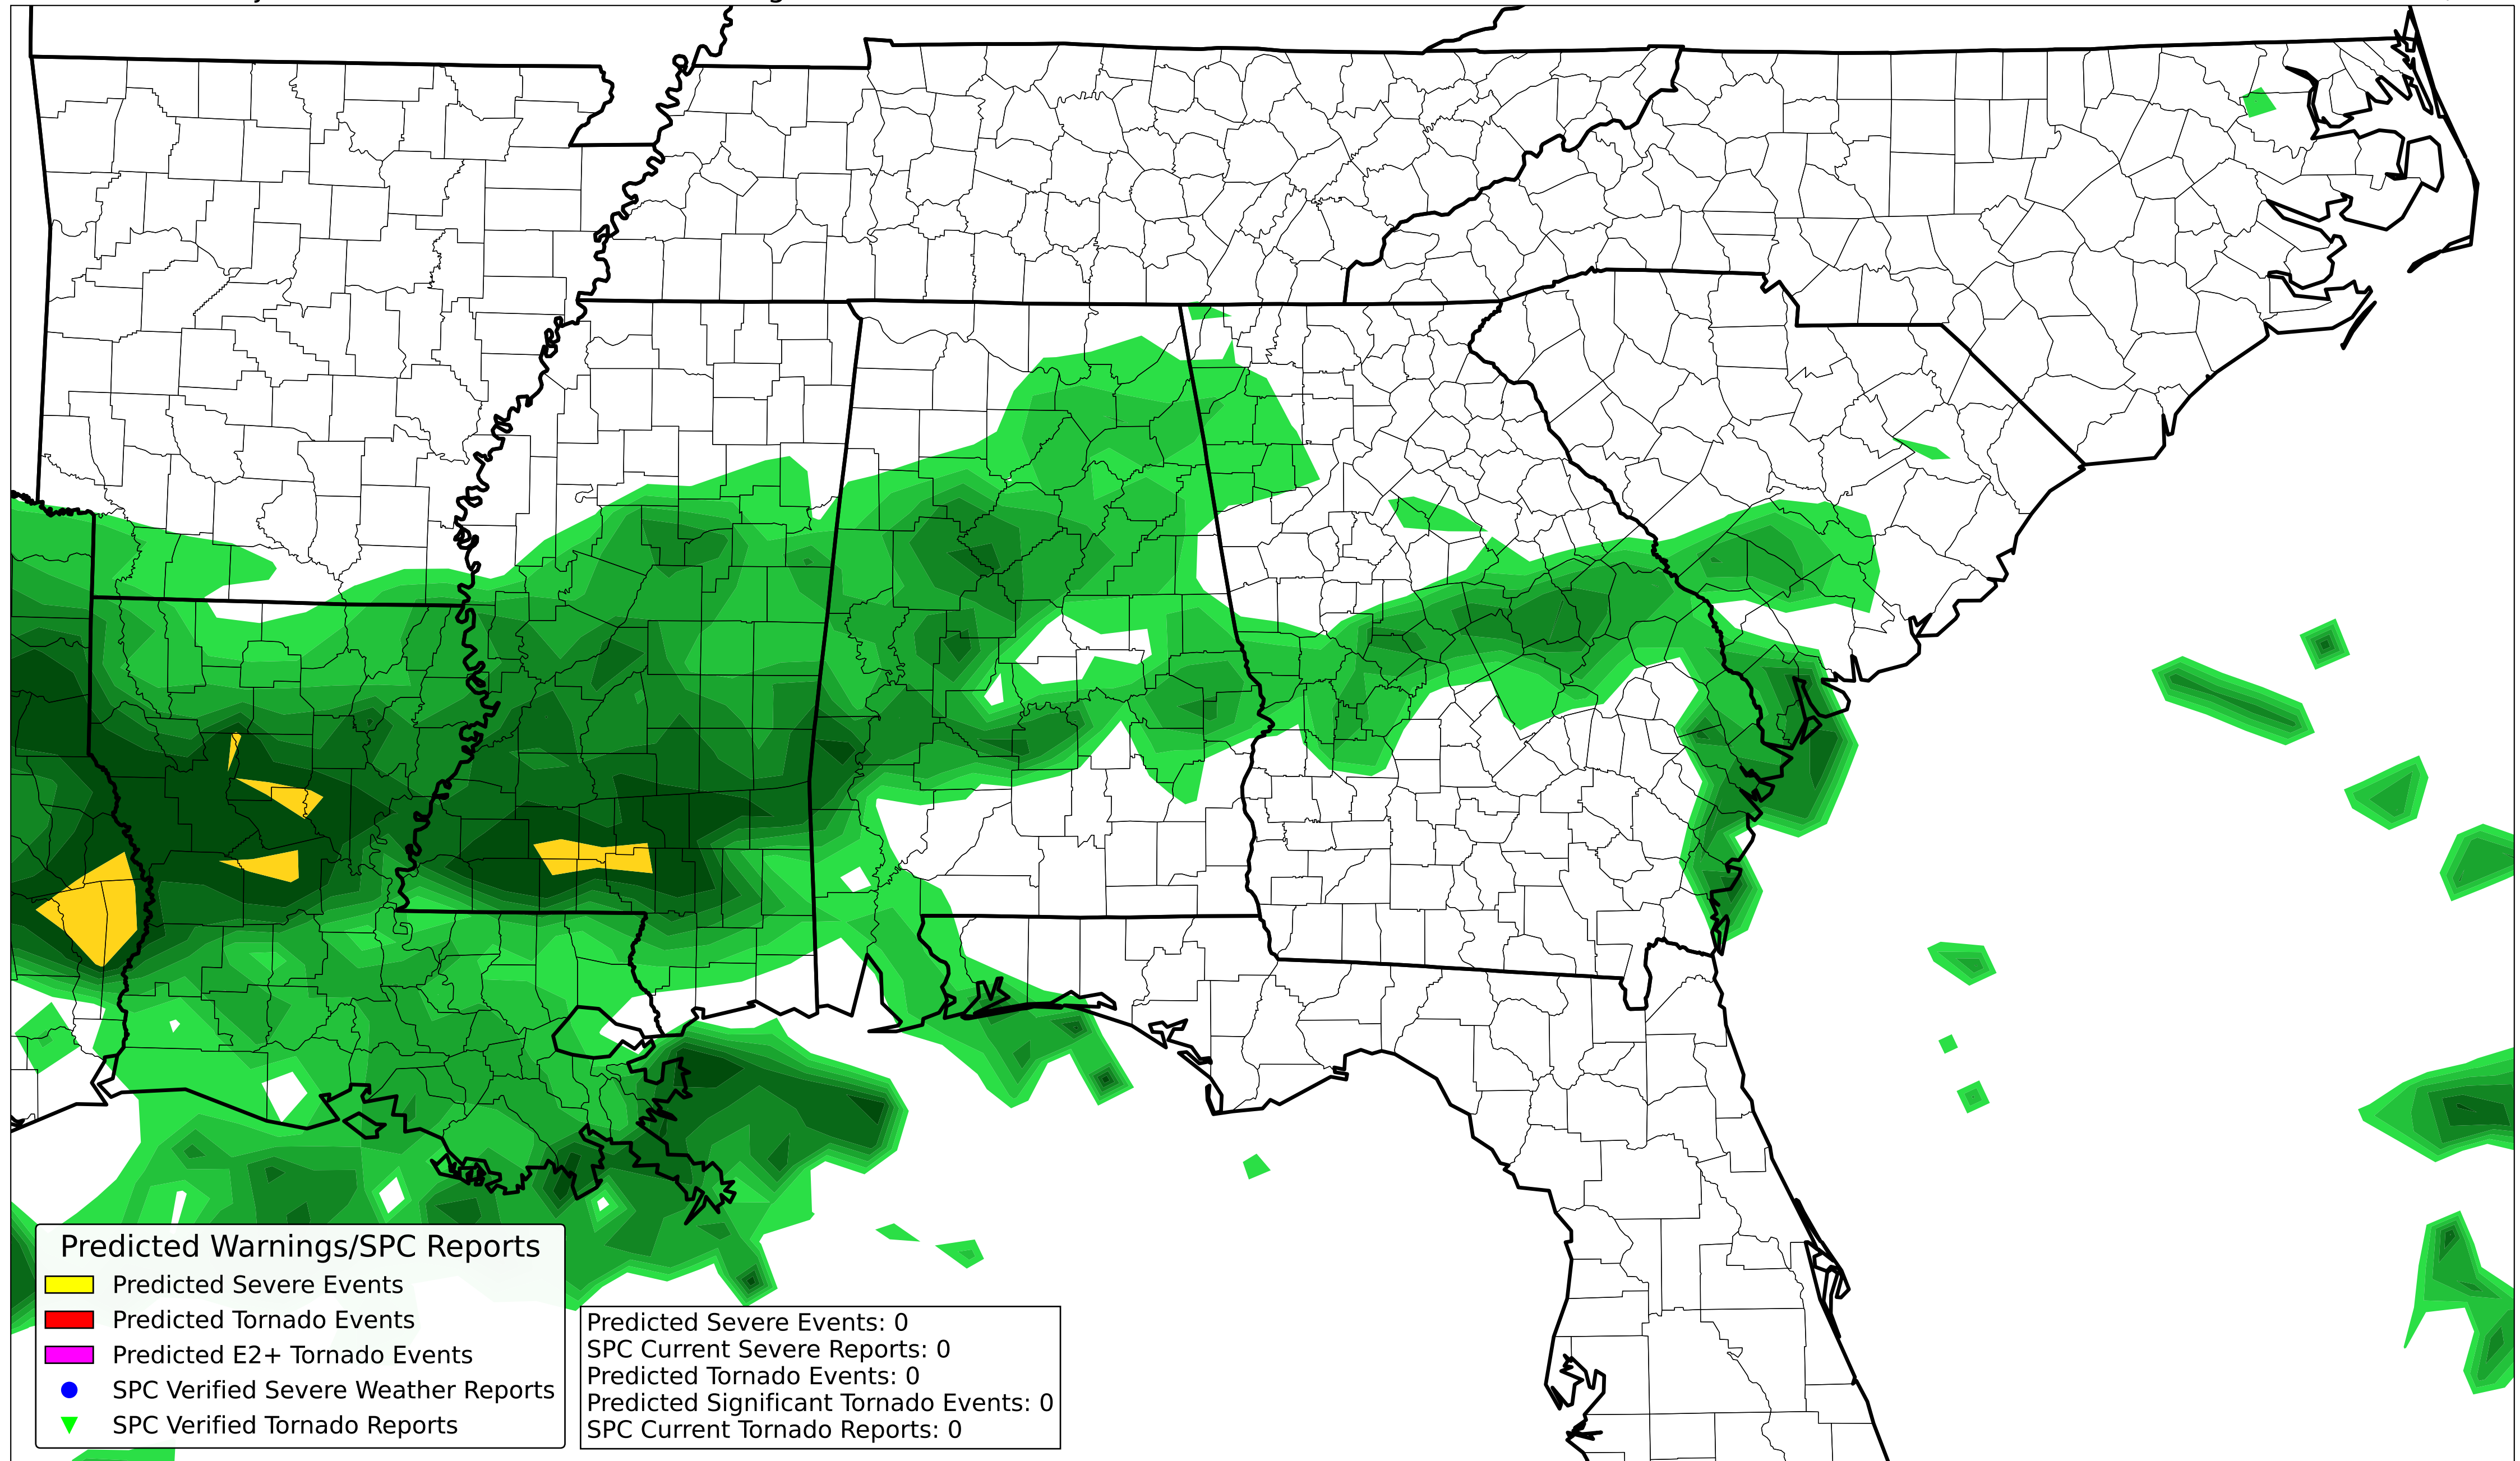 Predicted Warnings/SPC Reports
Predicted Severe Events
Predicted Tornado Events
Predicted E2+ Tornado Events
SPC Verified Severe Weather Reports
SPC Verified Tornado Reports
Predicted Severe Events: 0
SPC Current Severe Reports: 0
Predicted Tornado Events: 0
Predicted Significant Tornado Events: 0
SPC Current Tornado Reports: 0